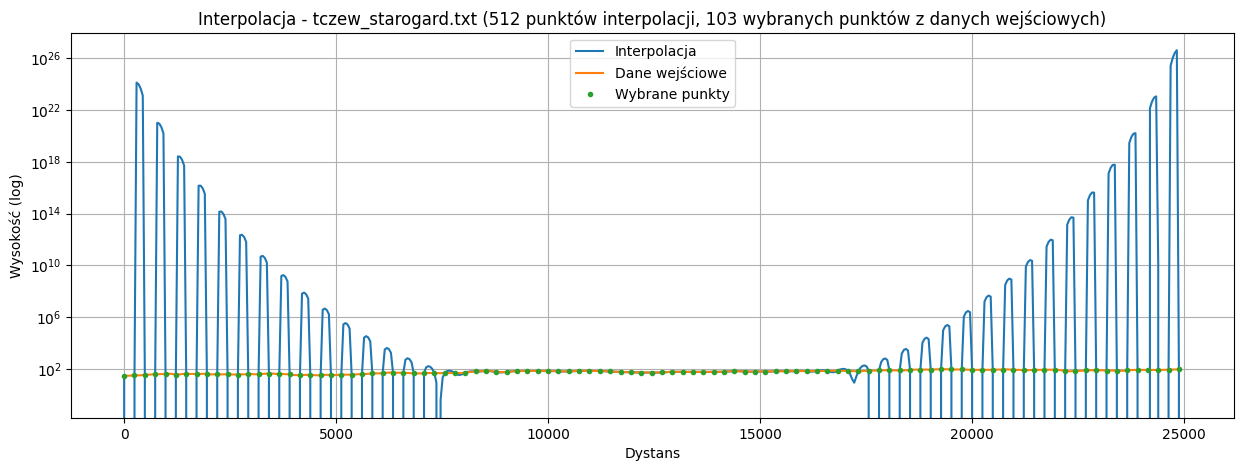 Interpolacja - tczew_starogard.txt (512 punktów interpolacji, 103 wybranych punktów z danych wejściowych)
Interpolacja
Dane wejściowe
Wybrane punkty
Wysokość (log)
10^26
10^22
10^18
10^14
10^10
10^6
10^2
0 5000 10000 15000 20000 25000
Dystans